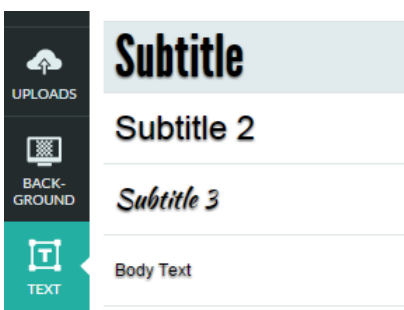 UPLOADS
BACK-
GROUND
T
TEXT
Subtitle
Subtitle 2
Subtitle 3
Body Text